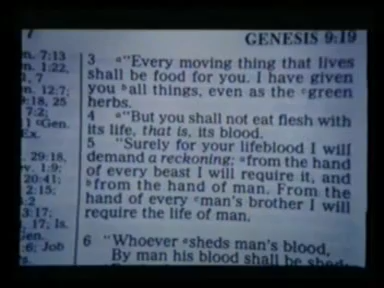 7
GENESIS 9:19
n. 7:13
n. 1:22,
1, 7
n. 12:7;
9:18, 25
7:2;
11 a Gen.
Ex.
29:18,
v. 1:9;
20:41;
2:15;
:2
3:17;
17; Is.
Gen.
:6; Job
3 a"Every moving thing that lives
shall be food for you. I have given
you b all things, even as the c green
herbs.
4 a"But you shall not eat flesh with
its life, that is, its blood.
5 "Surely for your lifeblood I will
demand a reckoning; a from the hand
of every beast I will require it, and
b from the hand of man. From the
hand of every c man's brother I will
require the life of man.
6 "Whoever a sheds man's blood,
By man his blood shall be shed;